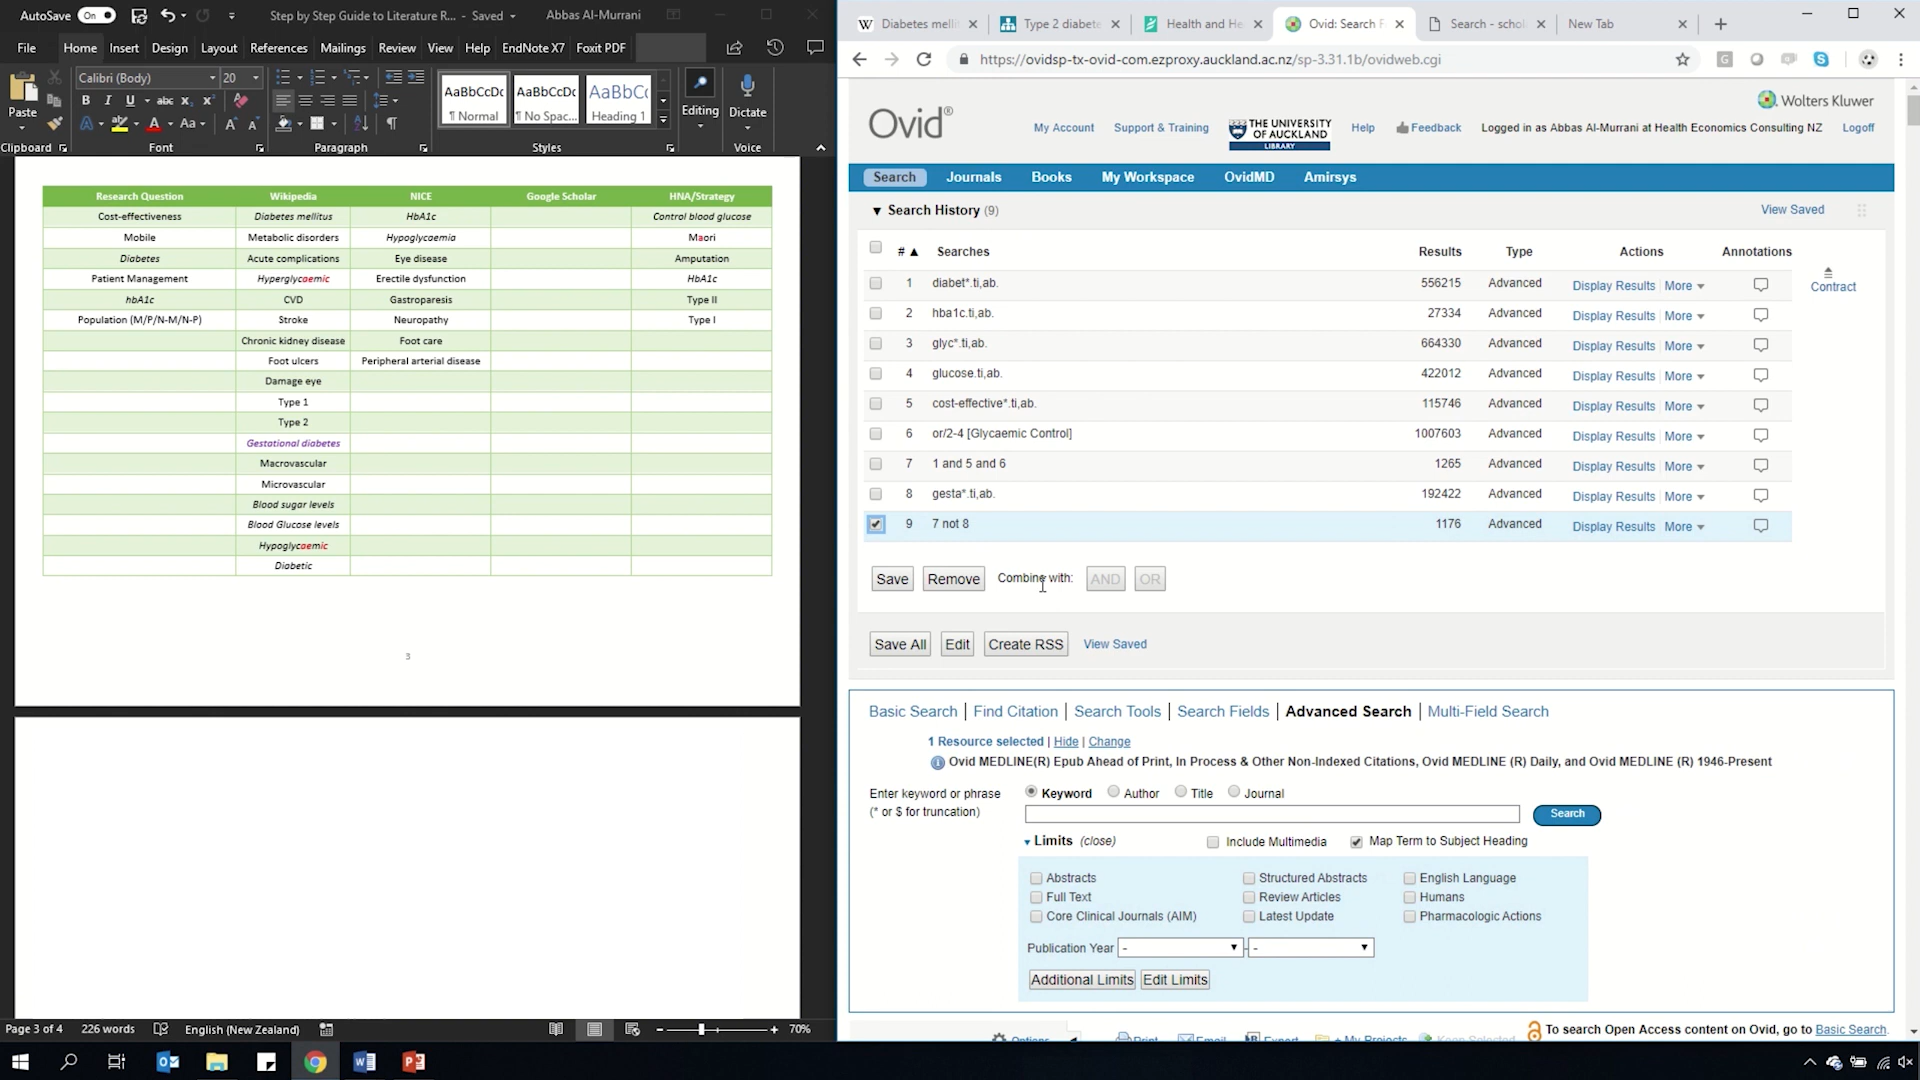 AutoSave On Step by Step Guide to Literature R... - Saved Abbas Al-Murrani
File Home Insert Design Layout References Mailings Review View Help EndNote X7 Foxit PDF
Paste Calibri (Body) 20 AaBbCcDc ¶ Normal AaBbCcDc ¶ No Spac... AaBbCc Heading 1 Editing Dictate
Clipboard Font Paragraph Styles Voice
Research Question Wikipedia NICE Google Scholar HNA/Strategy
Cost-effectiveness Diabetes mellitus HbA1c Control blood glucose
Mobile Metabolic disorders Hypoglycaemia Maori
Diabetes Acute complications Eye disease Amputation
Patient Management Hyperglycaemic Erectile dysfunction HbA1c
hbA1c CVD Gastroparesis Type II
Population (M/P/N-M/N-P) Stroke Neuropathy Type I
Chronic kidney disease Foot care
Foot ulcers Peripheral arterial disease
Damage eye
Type 1
Type 2
Gestational diabetes
Macrovascular
Microvascular
Blood sugar levels
Blood Glucose levels
Hypoglycaemic
Diabetic
3
Page 3 of 4 226 words English (New Zealand) 70%
Diabetes melli Type 2 diabete Health and He Ovid: Search F Search - schol New Tab
https://ovidsp-tx-ovid-com.ezproxy.auckland.ac.nz/sp-3.31.1b/ovidweb.cgi
Wolters Kluwer
Ovid® My Account Support & Training THE UNIVERSITY OF AUCKLAND LIBRARY Help Feedback Logged in as Abbas Al-Murrani at Health Economics Consulting NZ Logoff
Search Journals Books My Workspace OvidMD Amirsys
▼ Search History (9) View Saved
# ▲ Searches Results Type Actions Annotations
1 diabet*.ti,ab. 556215 Advanced Display Results More
Contract
2 hba1c.ti,ab. 27334 Advanced Display Results More
3 glyc*.ti,ab. 664330 Advanced Display Results More
4 glucose.ti,ab. 422012 Advanced Display Results More
5 cost-effective*.ti,ab. 115746 Advanced Display Results More
6 or/2-4 [Glycaemic Control] 1007603 Advanced Display Results More
7 1 and 5 and 6 1265 Advanced Display Results More
8 gesta*.ti,ab. 192422 Advanced Display Results More
9 7 not 8 1176 Advanced Display Results More
Save Remove Combine with: AND OR
Save All Edit Create RSS View Saved
Basic Search | Find Citation | Search Tools | Search Fields | Advanced Search | Multi-Field Search
1 Resource selected | Hide | Change
Ovid MEDLINE(R) Epub Ahead of Print, In Process & Other Non-Indexed Citations, Ovid MEDLINE (R) Daily, and Ovid MEDLINE (R) 1946-Present
Enter keyword or phrase Keyword Author Title Journal
(* or $ for truncation) Search
Limits (close) Include Multimedia Map Term to Subject Heading
Abstracts Structured Abstracts English Language
Full Text Review Articles Humans
Core Clinical Journals (AIM) Latest Update Pharmacologic Actions
Publication Year - - -
Additional Limits Edit Limits
To search Open Access content on Ovid, go to Basic Search.
Options Print Email Export + My Projects Keep Selected